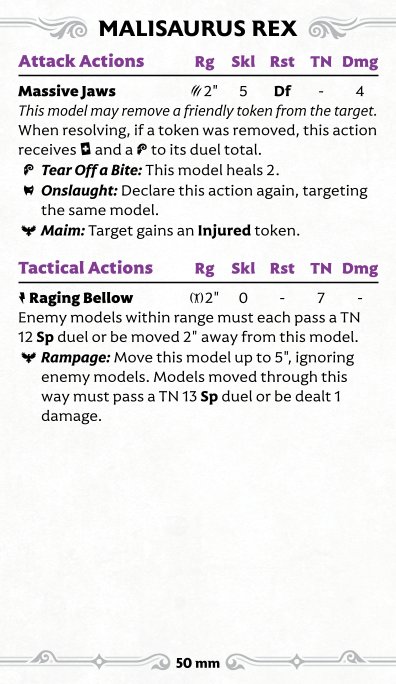 MALISAURUS REX
Attack Actions Rg Skl Rst TN Dmg
Massive Jaws 2" 5 Df - 4
This model may remove a friendly token from the target.
When resolving, if a token was removed, this action
receives and a to its duel total.
Tear Off a Bite: This model heals 2.
Onslaught: Declare this action again, targeting
the same model.
Maim: Target gains an Injured token.
Tactical Actions Rg Skl Rst TN Dmg
Raging Bellow 2" 0 - 7 -
Enemy models within range must each pass a TN
12 Sp duel or be moved 2" away from this model.
Rampage: Move this model up to 5", ignoring
enemy models. Models moved through this
way must pass a TN 13 Sp duel or be dealt 1
damage.
50 mm